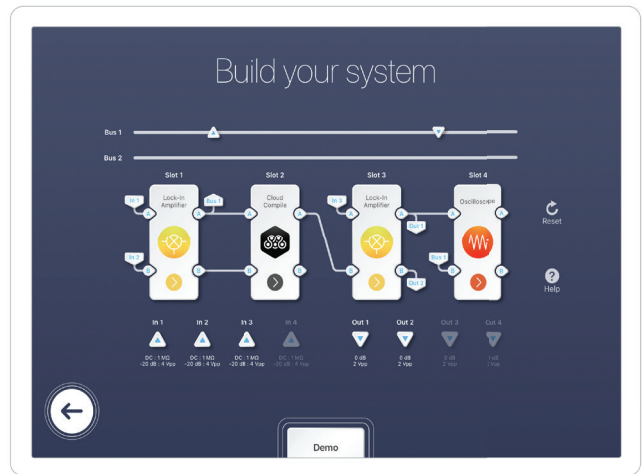 Build your system
Bus 1
A
Bus 2
Slot 1
Slot 2
Slot 3
Slot 4
In 1
Lock-In
Amplifier
Bus 1
Cloud
Compile
In 3
Lock-In
Amplifier
Oscilloscope
A A A A A A A A
Out 1
Reset
In 2
Bus 1
B B B B B B B B
Out 2
Help
In 1
In 2
In 3
In 4
Out 1
Out 2
Out 3
Out 4
DC : 1 MΩ
-20 dB : 4 Vpp
DC : 1 MΩ
-20 dB : 4 Vpp
DC : 1 MΩ
-20 dB : 4 Vpp
DC : 1 MΩ
-20 dB : 4 Vpp
0 dB
2 Vpp
0 dB
2 Vpp
0 dB
2 Vpp
Demo